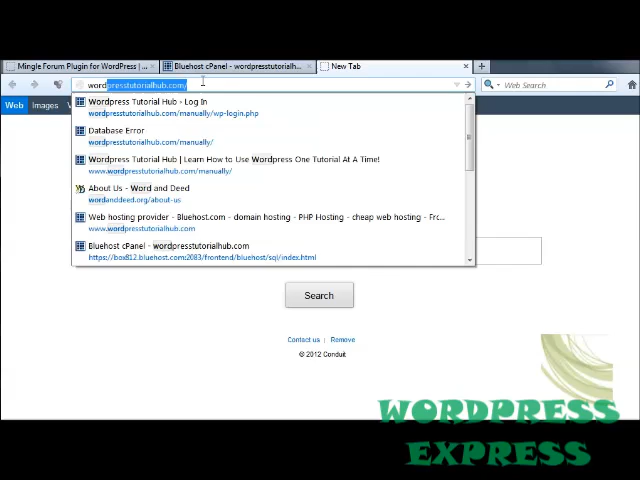 Mingle Forum Plugin for WordPress |...
Bluehost cPanel - wordpresstutorialh...
New Tab
wordpresstutorialhub.com/
Web Search
Web
Images
V
Wordpress Tutorial Hub - Log In
wordpresstutorialhub.com/manually/wp-login.php
Database Error
wordpresstutorialhub.com/manually/
Wordpress Tutorial Hub | Learn How to Use Wordpress One Tutorial At A Time!
www.wordpresstutorialhub.com/manually/
About Us - Word and Deed
wordanddeed.org/about-us
Web hosting provider - Bluehost.com - domain hosting - PHP Hosting - cheap web hosting - Frc...
www.wordpresstutorialhub.com
Bluehost cPanel - wordpresstutorialhub.com
https://box812.bluehost.com:2083/frontend/bluehost/sql/index.html
Search
Contact us | Remove
© 2012 Conduit
WORDPRESS
EXPRESS